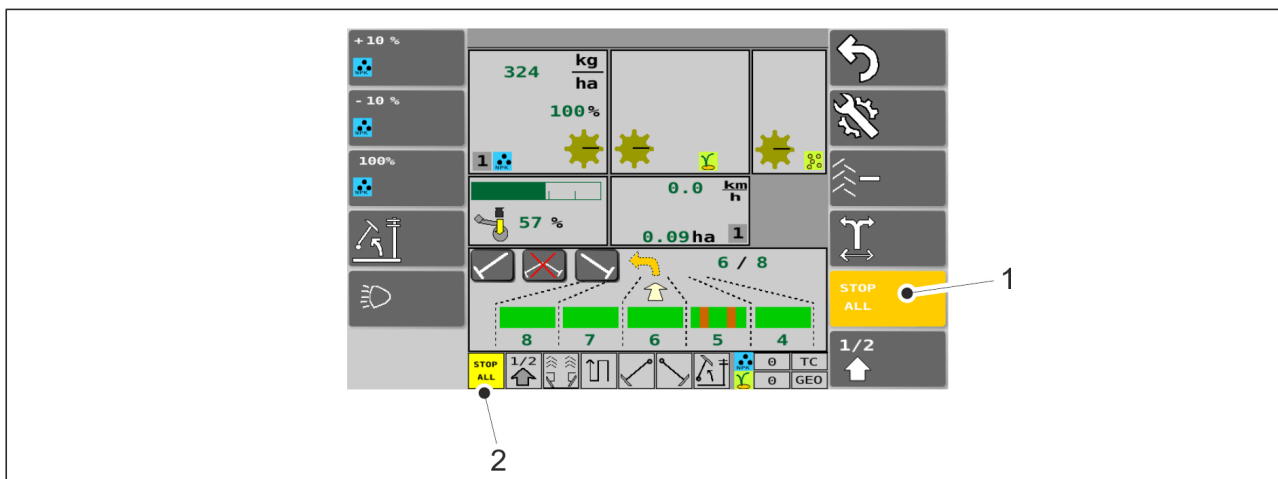 +10 %
NPK
-10 %
NPK
100%
NPK
324 kg
ha
100%
1 NPK
57 %
0.0 km
h
0.09ha 1
6 / 8
8 7 6 5 4
STOP
ALL
1/2
NPK 0 TC
0 GEO
STOP
ALL
1/2
1
2